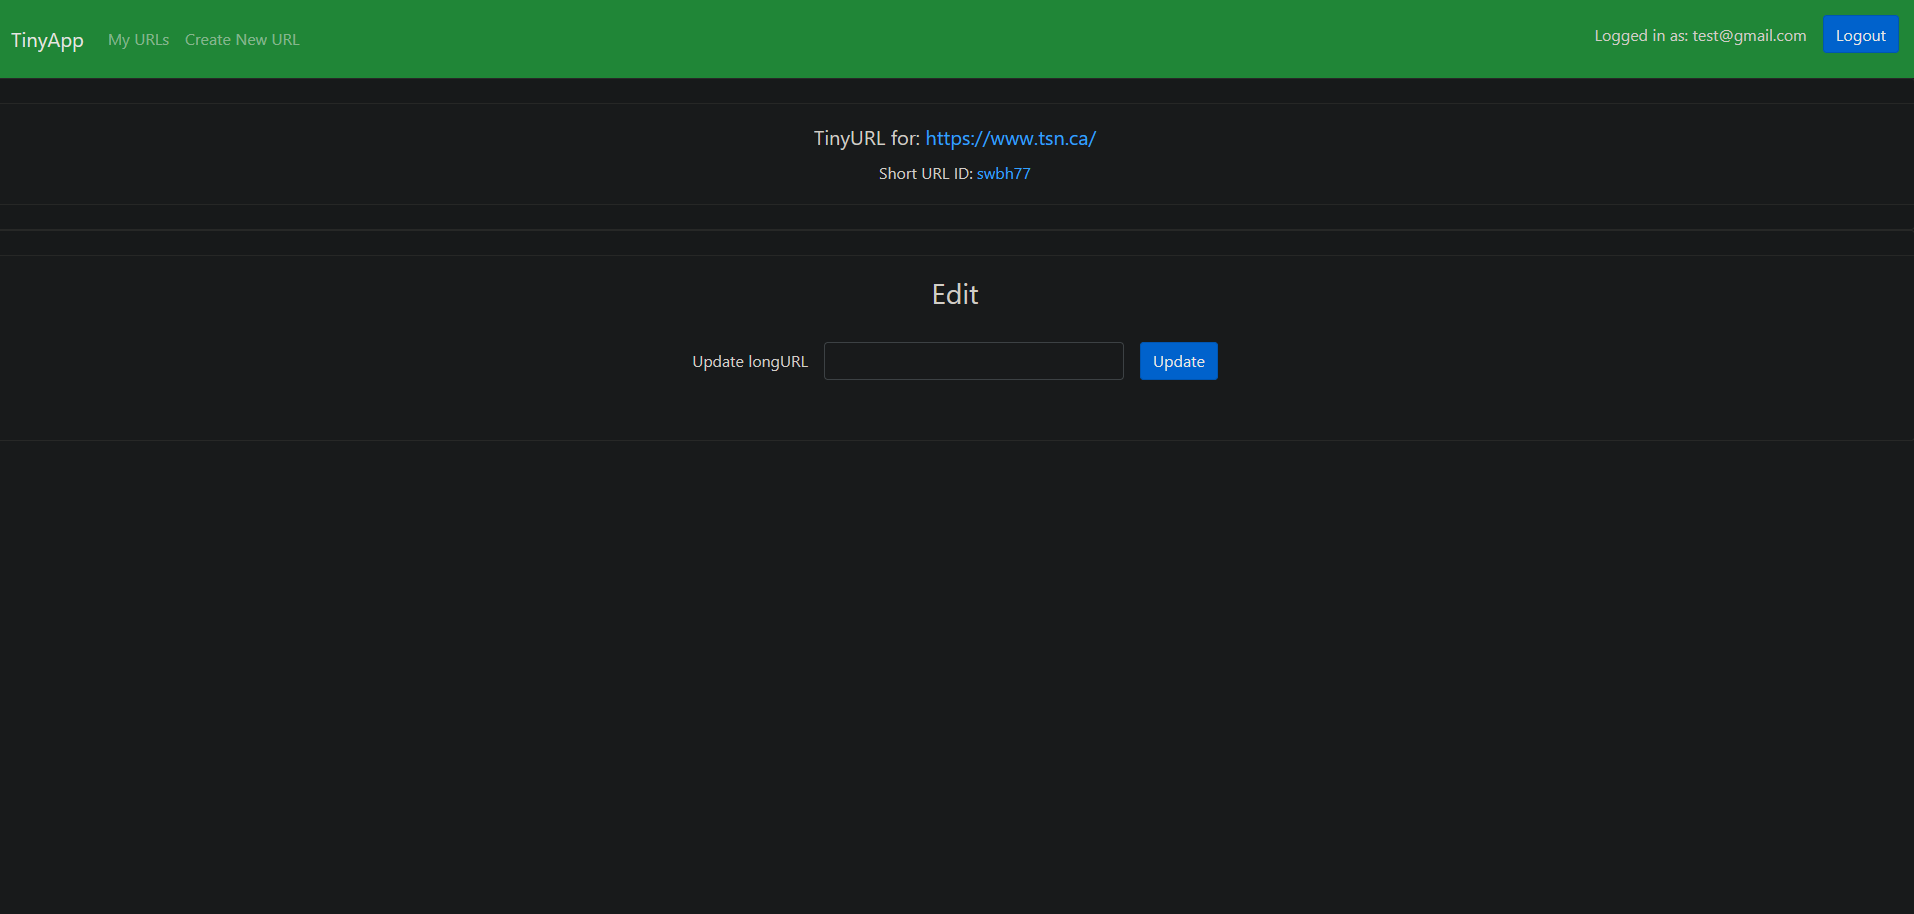 TinyApp My URLs Create New URL Logged in as: test@gmail.com Logout
TinyURL for: https://www.tsn.ca/
Short URL ID: swbh77
Edit
Update longURL Update